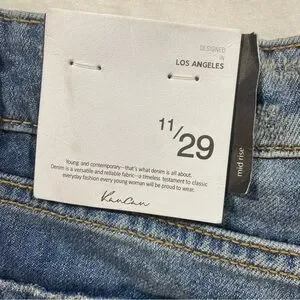 DESIGNED
IN
LOS ANGELES
11/29
mid rise
Young and contemporary-that's what denim is all about.
Denim is a versatile and reliable fabric-a timeless testament to classic
everyday fashion every young woman will be proud to wear.
KanCan